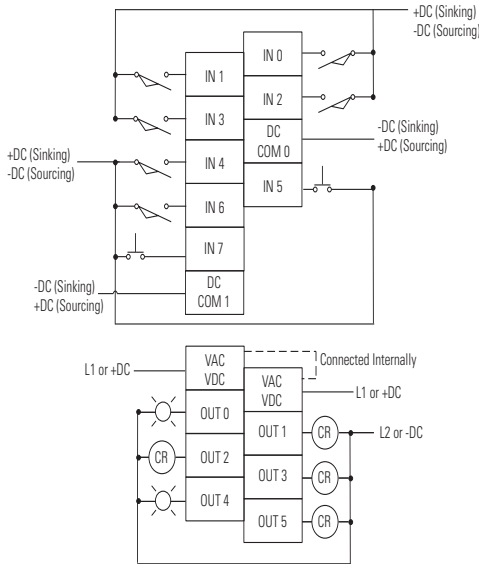 +DC (Sinking)
-DC (Sourcing)
IN 0
IN 1
IN 2
IN 3
DC
COM 0
-DC (Sinking)
+DC (Sourcing)
+DC (Sinking)
-DC (Sourcing)
IN 4
IN 5
IN 6
IN 7
-DC (Sinking)
+DC (Sourcing)
DC
COM 1
L1 or +DC
VAC
VDC
Connected Internally
VAC
VDC
L1 or +DC
OUT 0
OUT 1
CR
L2 or -DC
CR
OUT 2
OUT 3
CR
OUT 4
OUT 5
CR